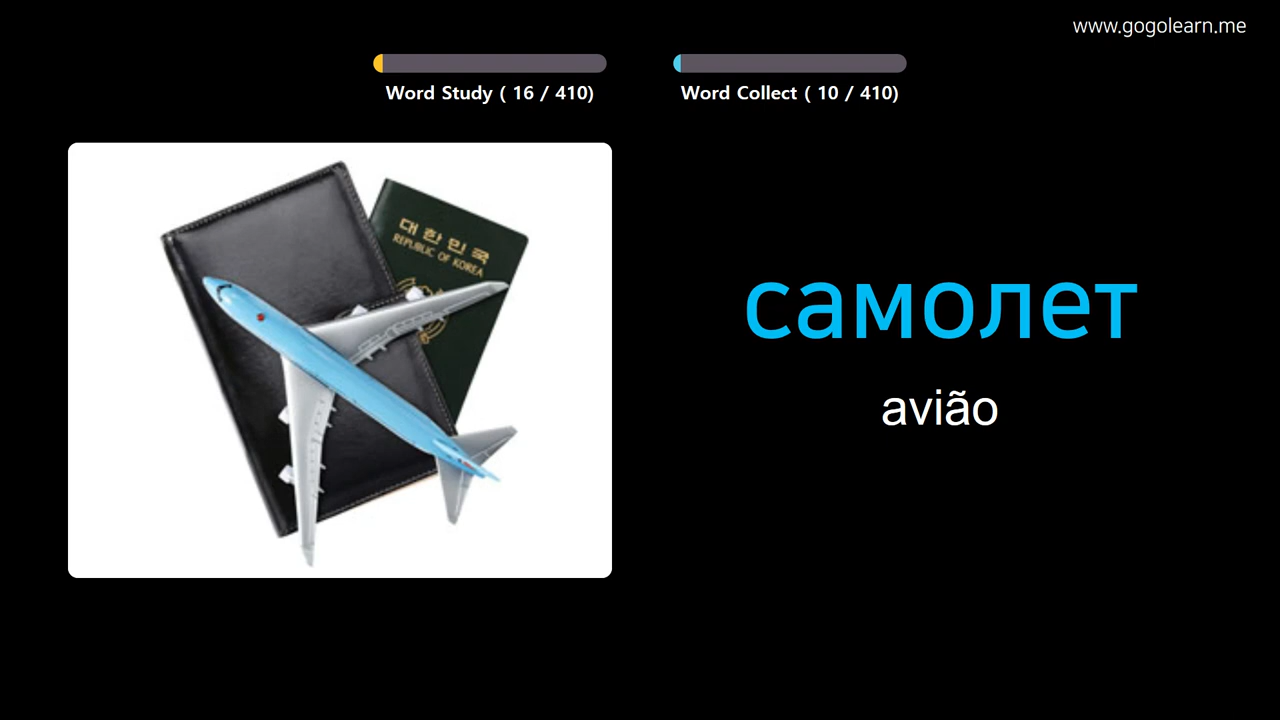 www.gogolearn.me
Word Study ( 16 / 410)
Word Collect ( 10 / 410)
대한민국
REPUBLIC OF KOREA
самолет
avião